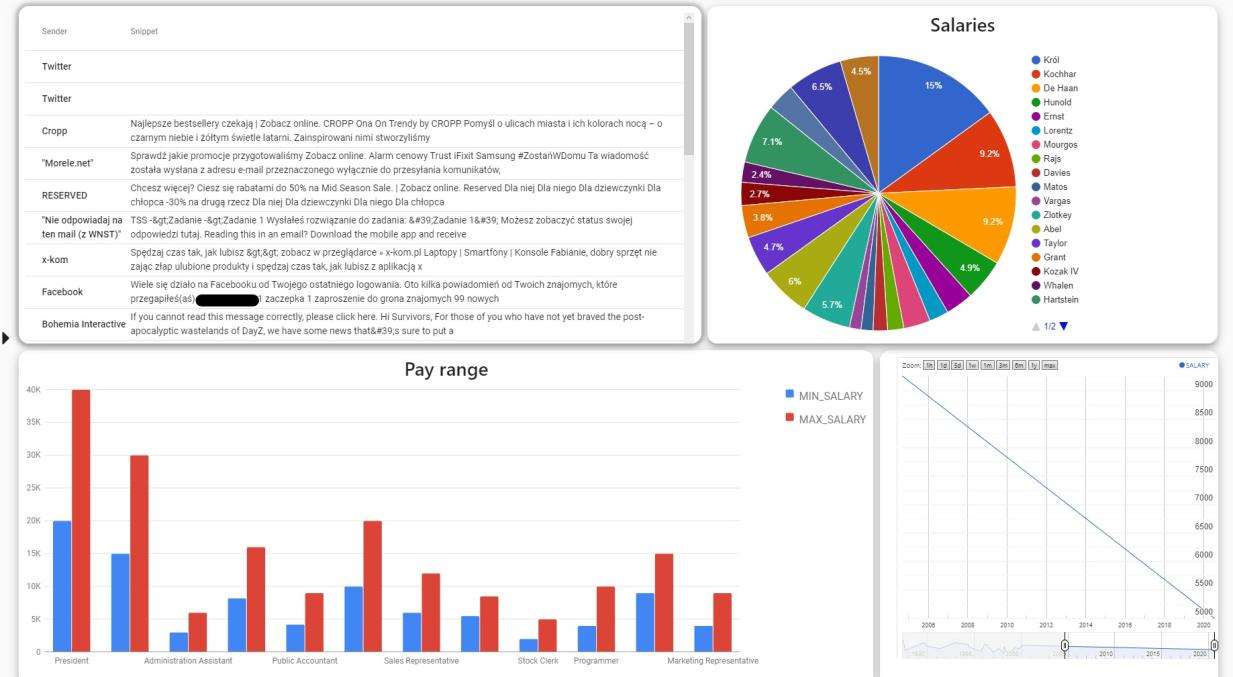 Sender Snippet
Twitter
Twitter
Cropp
Najlepsze bestsellery czekają | Zobacz online. CROPP Ona On Trendy by CROPP Pomyśl o ulicach miasta i ich kolorach nocą – o
czarnym niebie i żółtym świetle latarni. Zainspirowani nimi stworzyliśmy
"Morele.net"
Sprawdź jakie promocje przygotowaliśmy Zobacz online. Alarm cenowy Trust iFixit Samsung #ZostańWDomu Ta wiadomość
została wysłana z adresu e-mail przeznaczonego wyłącznie do przesyłania komunikatów,
RESERVED
Chcesz więcej? Ciesz się rabatami do 50% na Mid Season Sale. | Zobacz online. Reserved Dla niej Dla niego Dla dziewczynki Dla
chłopca -30% na drugą rzecz Dla niej Dla niego Dla dziewczynki Dla chłopca
"Nie odpowiadaj na
ten mail (z WNST)"
TSS -&gt;Zadanie -&gt;Zadanie 1 Wysłałeś rozwiązanie do zadania: &#39;Zadanie 1&#39; Możesz zobaczyć status swojej
odpowiedzi tutaj. Reading this in an email? Download the mobile app and receive
x-kom
Spędzaj czas tak, jak lubisz &gt;&gt; zobacz w przeglądarce » x-kom.pl Laptopy | Smartfony | Konsole Fabianie, dobry sprzęt nie
zając złap ulubione produkty i spędzaj czas tak, jak lubisz z aplikacją x
Facebook
Wiele się działo na Facebooku od Twojego ostatniego logowania. Oto kilka powiadomień od Twoich znajomych, które
przegapiłeś(aś) 1 zaczepka 1 zaproszenie do grona znajomych 99 nowych
Bohemia Interactive
If you cannot read this message correctly, please click here. Hi Survivors, For those of you who have not yet braved the post-
apocalyptic wastelands of DayZ, we have some news that&#39;s sure to put a
Salaries
15%
9.2%
9.2%
4.9%
5.7%
6%
4.7%
3.8%
2.7%
2.4%
7.1%
6.5%
4.5%
Król
Kochhar
De Haan
Hunold
Ernst
Lorentz
Mourgos
Rajs
Davies
Matos
Vargas
Zlotkey
Abel
Taylor
Grant
Kozak IV
Whalen
Hartstein
1/2
Pay range
40K
35K
30K
25K
20K
15K
10K
5K
0
President Administration Assistant Public Accountant Sales Representative Stock Clerk Programmer Marketing Representative
MIN_SALARY
MAX_SALARY
Zoom: 1h 1d 5d 1w 1m 3m 6m 1y max
SALARY
9000
8500
8000
7500
7000
6500
6000
5500
5000
2006 2008 2010 2012 2014 2016 2018 2020
2010 2015 2020